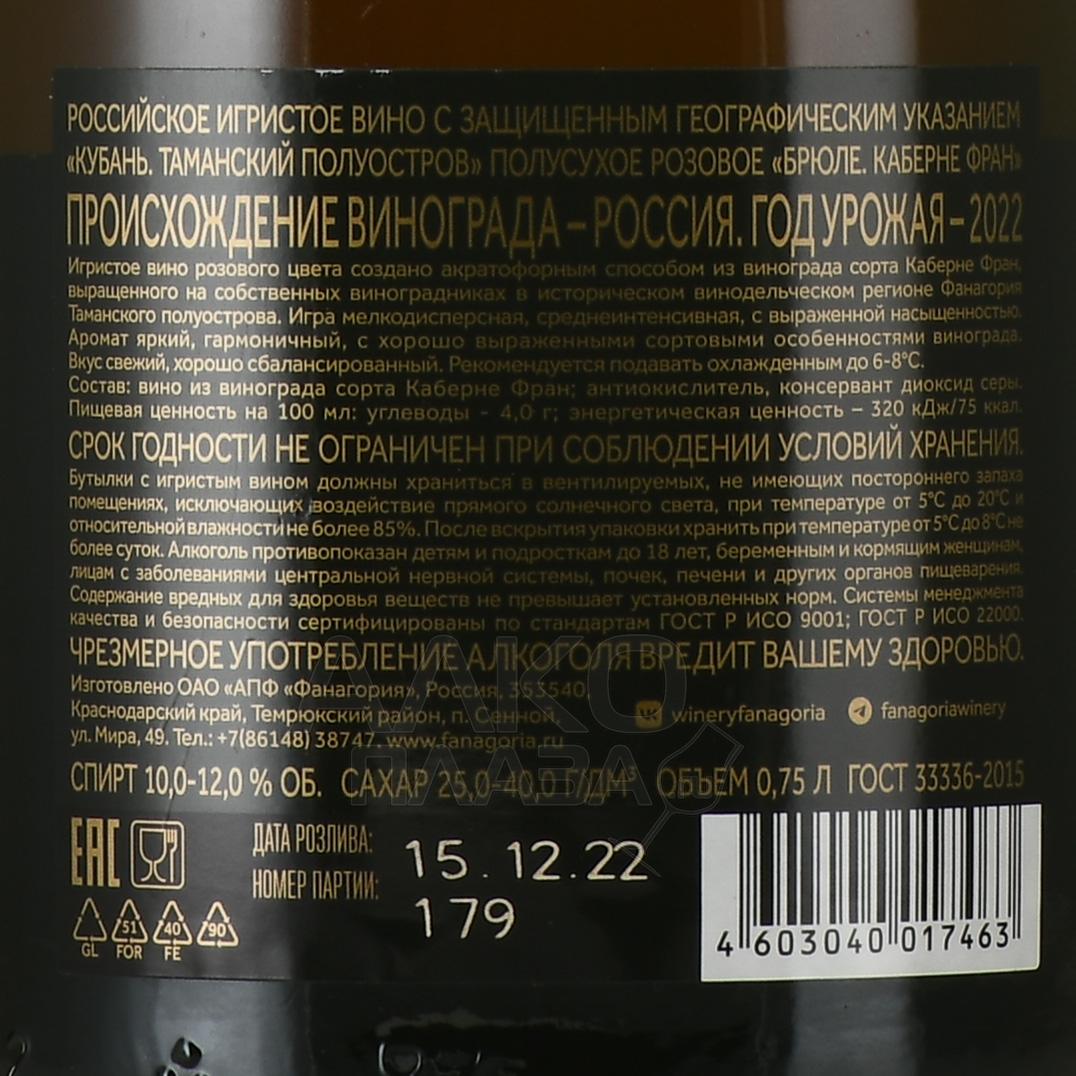 РОССИЙСКОЕ ИГРИСТОЕ ВИНО С ЗАЩИЩЕННЫМ ГЕОГРАФИЧЕСКИМ УКАЗАНИЕМ
«КУБАНЬ. ТАМАНСКИЙ ПОЛУОСТРОВ» ПОЛУСУХОЕ РОЗОВОЕ «БРЮЛЕ. КАБЕРНЕ ФРАН»
ПРОИСХОЖДЕНИЕ ВИНОГРАДА – РОССИЯ. ГОД УРОЖАЯ – 2022
Игристое вино розового цвета создано акратофорным способом из винограда сорта Каберне Фран,
выращенного на собственных виноградниках в историческом винодельческом регионе Фанагория
Таманского полуострова. Игра мелкодисперсная, среднеинтенсивная, с выраженной насыщенностью.
Аромат яркий, гармоничный, с хорошо выраженными сортовыми особенностями винограда.
Вкус свежий, хорошо сбалансированный. Рекомендуется подавать охлажденным до 6-8°С.
Состав: вино из винограда сорта Каберне Фран; антиокислитель, консервант диоксид серы.
Пищевая ценность на 100 мл: углеводы - 4,0 г; энергетическая ценность – 320 кДж/75 ккал.
СРОК ГОДНОСТИ НЕ ОГРАНИЧЕН ПРИ СОБЛЮДЕНИИ УСЛОВИЙ ХРАНЕНИЯ.
Бутылки с игристым вином должны храниться в вентилируемых, не имеющих постороннего запаха
помещениях, исключающих воздействие прямого солнечного света, при температуре от 5°С до 20°С и
относительной влажности не более 85%. После вскрытия упаковки хранить при температуре от 5°С до 8°С не
более суток. Алкоголь противопоказан детям и подросткам до 18 лет, беременным и кормящим женщинам,
лицам с заболеваниями центральной нервной системы, почек, печени и других органов пищеварения.
Содержание вредных для здоровья веществ не превышает установленных норм. Системы менеджмента
качества и безопасности сертифицированы по стандартам ГОСТ Р ИСО 9001; ГОСТ Р ИСО 22000.
ЧРЕЗМЕРНОЕ УПОТРЕБЛЕНИЕ АЛКОГОЛЯ ВРЕДИТ ВАШЕМУ ЗДОРОВЬЮ.
Изготовлено ОАО «АПФ «Фанагория», Россия, 353540,
Краснодарский край, Темрюкский район, п. Сенной,
ул. Мира, 49. Тел.: +7(86148) 38747. www.fanagoria.ru
wineryfanagoria fanagoriawinery
АЛКО
ПЛАЗА
СПИРТ 10,0-12,0 % ОБ. САХАР 25,0-40,0 Г/ДМ³ ОБЪЕМ 0,75 Л ГОСТ 33336-2015
EAC
ДАТА РОЗЛИВА: 15.12.22
НОМЕР ПАРТИИ: 179
GL
51 FOR
40 FE
90
4 603040 017463